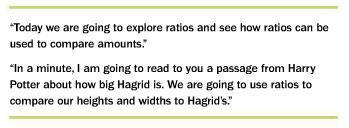 “Today we are going to explore ratios and see how ratios can be
used to compare amounts.”
“In a minute, I am going to read to you a passage from Harry
Potter about how big Hagrid is. We are going to use ratios to
compare our heights and widths to Hagrid’s.”